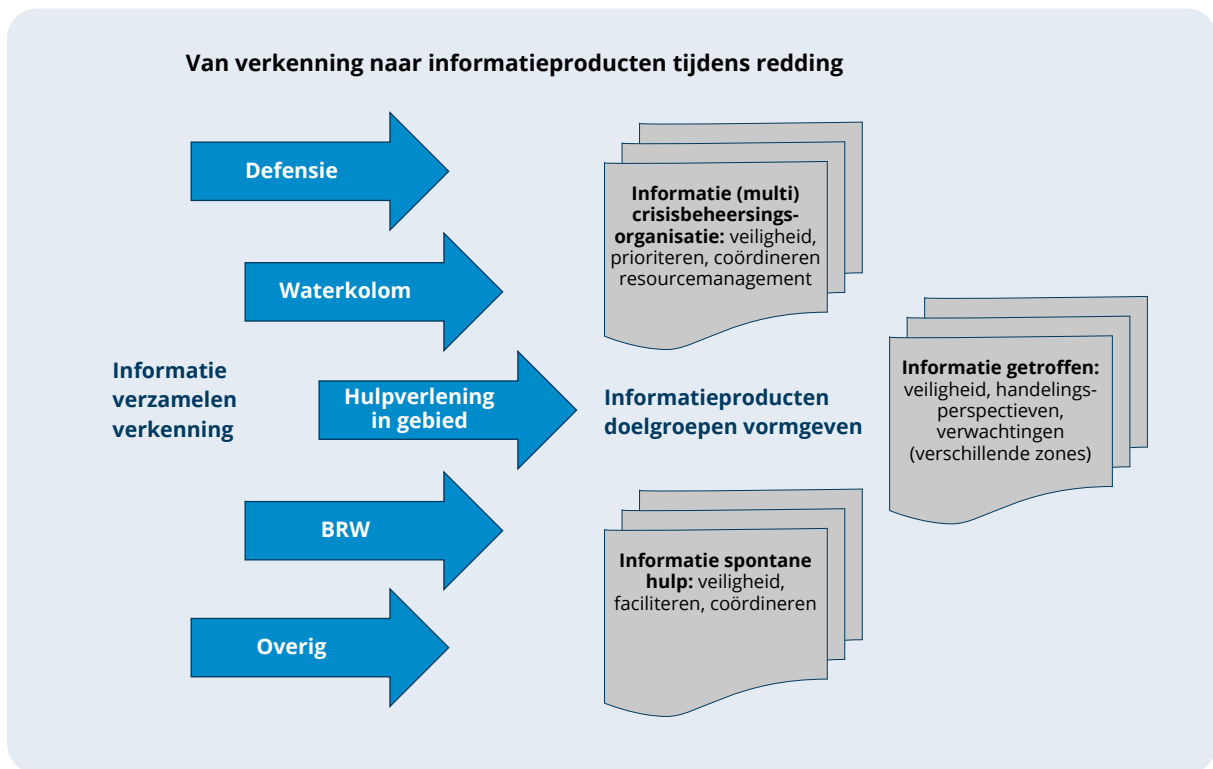 Van verkenning naar informatieproducten tijdens redding
Defensie
Waterkolom
Informatie
verzamelen
verkenning
Hulpverlening
in gebied
BRW
Overig
Informatie (multi)
crisisbeheersings-
organisatie: veiligheid,
prioriteren, coördineren
resourcemanagement
Informatieproducten
doelgroepen vormgeven
Informatie spontane
hulp: veiligheid,
faciliteren, coördineren
Informatie getroffen:
veiligheid, handelings-
perspectieven,
verwachtingen
(verschillende zones)